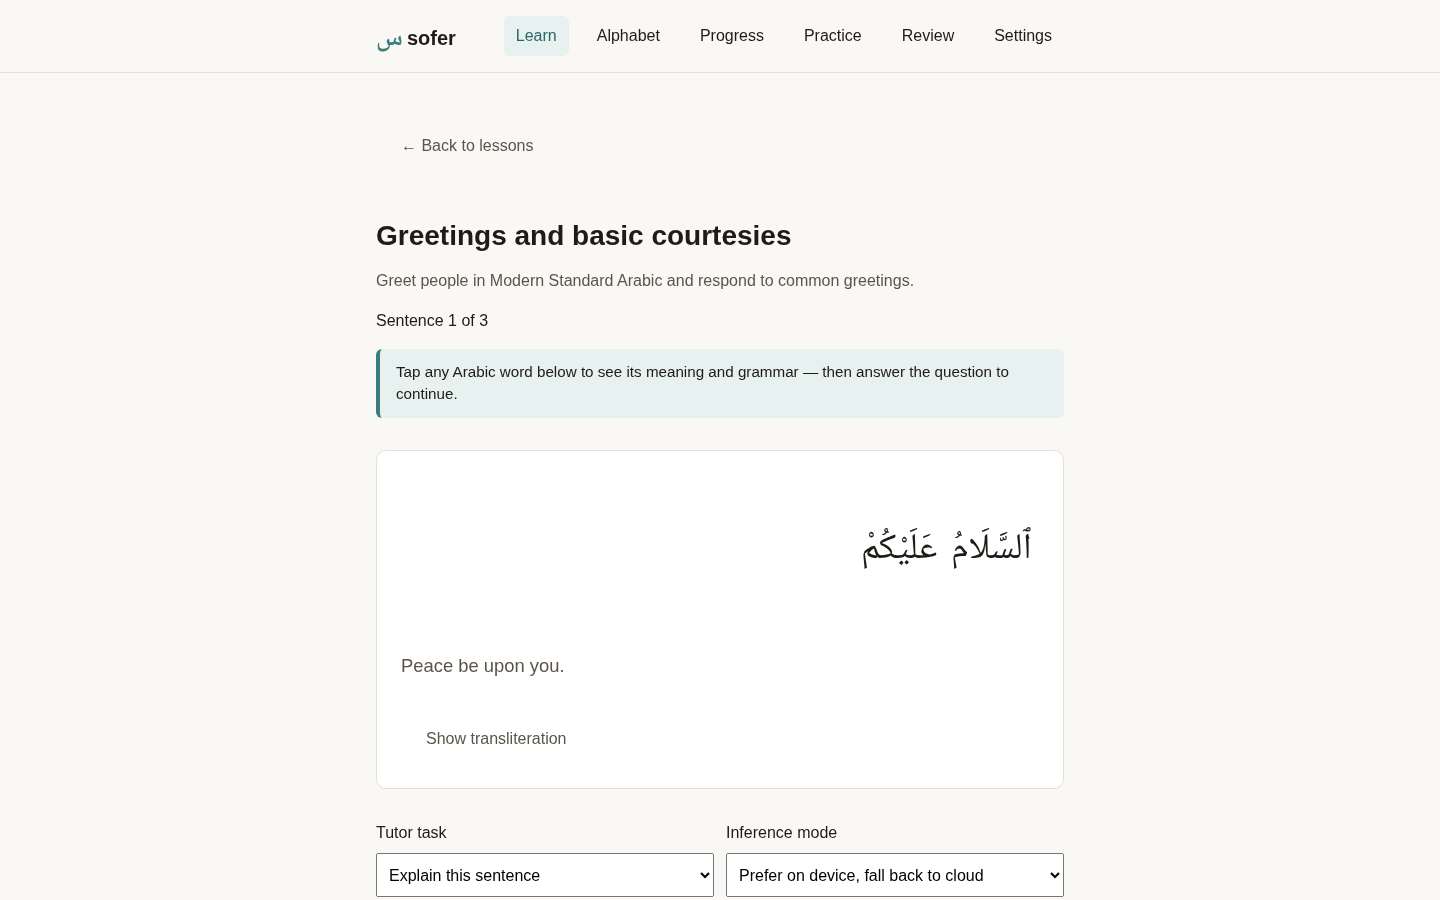 س sofer
Learn
Alphabet
Progress
Practice
Review
Settings
← Back to lessons
Greetings and basic courtesies
Greet people in Modern Standard Arabic and respond to common greetings.
Sentence 1 of 3
Tap any Arabic word below to see its meaning and grammar — then answer the question to
continue.
ٱلسَّلَامُ عَلَيْكُمْ
Peace be upon you.
Show transliteration
Tutor task
Inference mode
Explain this sentence
Prefer on device, fall back to cloud